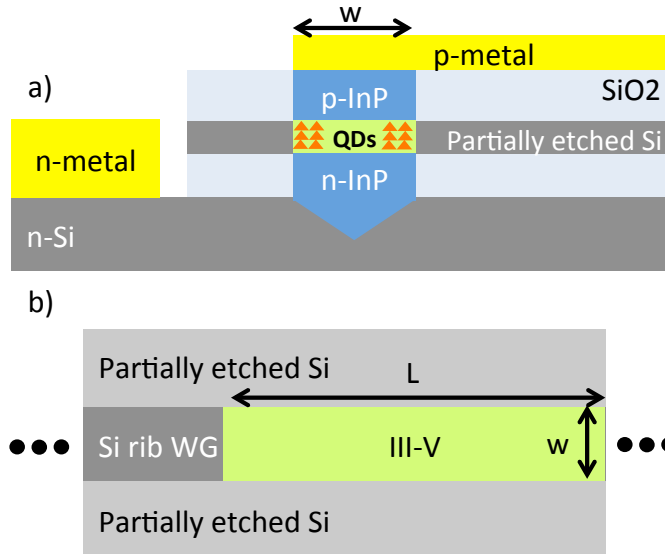 w
p-metal
a)
SiO2
p-InP
QDs
Partially etched Si
n-metal
n-InP
n-Si
b)
Partially etched Si
L
Si rib WG
III-V
w
Partially etched Si